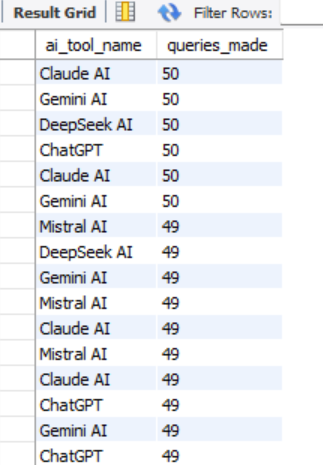 Result Grid Filter Rows:
ai_tool_name queries_made
Claude AI 50
Gemini AI 50
DeepSeek AI 50
ChatGPT 50
Claude AI 50
Gemini AI 50
Mistral AI 49
DeepSeek AI 49
Gemini AI 49
Mistral AI 49
Claude AI 49
Mistral AI 49
Claude AI 49
ChatGPT 49
Gemini AI 49
ChatGPT 49